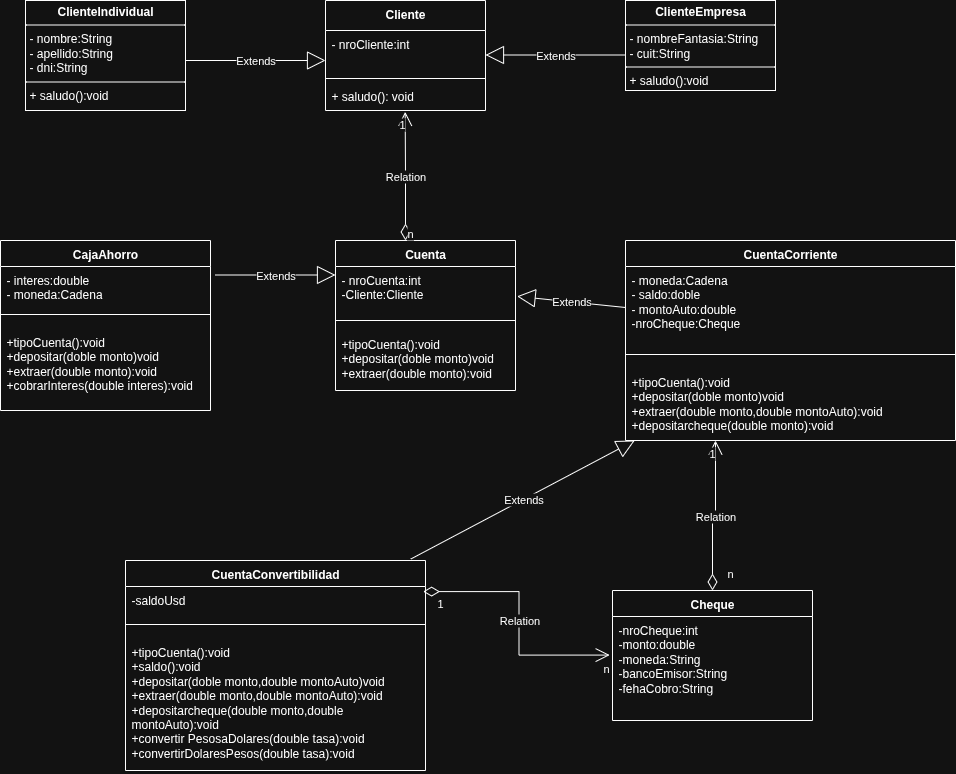 ClienteIndividual
- nombre:String
- apellido:String
- dni:String
+ saludo():void
Extends
Cliente
- nroCliente:int
+ saludo(): void
Extends
ClienteEmpresa
- nombreFantasia:String
- cuit:String
+ saludo():void
1
Relation
n
CajaAhorro
- interes:double
- moneda:Cadena
+tipoCuenta():void
+depositar(doble monto)void
+extraer(double monto):void
+cobrarInteres(double interes):void
Extends
Cuenta
- nroCuenta:int
-Cliente:Cliente
+tipoCuenta():void
+depositar(doble monto)void
+extraer(double monto):void
Extends
CuentaCorriente
- moneda:Cadena
- saldo:doble
- montoAuto:double
-nroCheque:Cheque
+tipoCuenta():void
+depositar(doble monto)void
+extraer(double monto,double montoAuto):void
+depositarcheque(double monto):void
Extends
1
Relation
n
CuentaConvertibilidad
-saldoUsd
+tipoCuenta():void
+saldo():void
+depositar(doble monto,double montoAuto)void
+extraer(double monto,double montoAuto):void
+depositarcheque(double monto,double
montoAuto):void
+convertir PesosaDolares(double tasa):void
+convertirDolaresPesos(double tasa):void
1
Relation
n
Cheque
-nroCheque:int
-monto:double
-moneda:String
-bancoEmisor:String
-fehaCobro:String